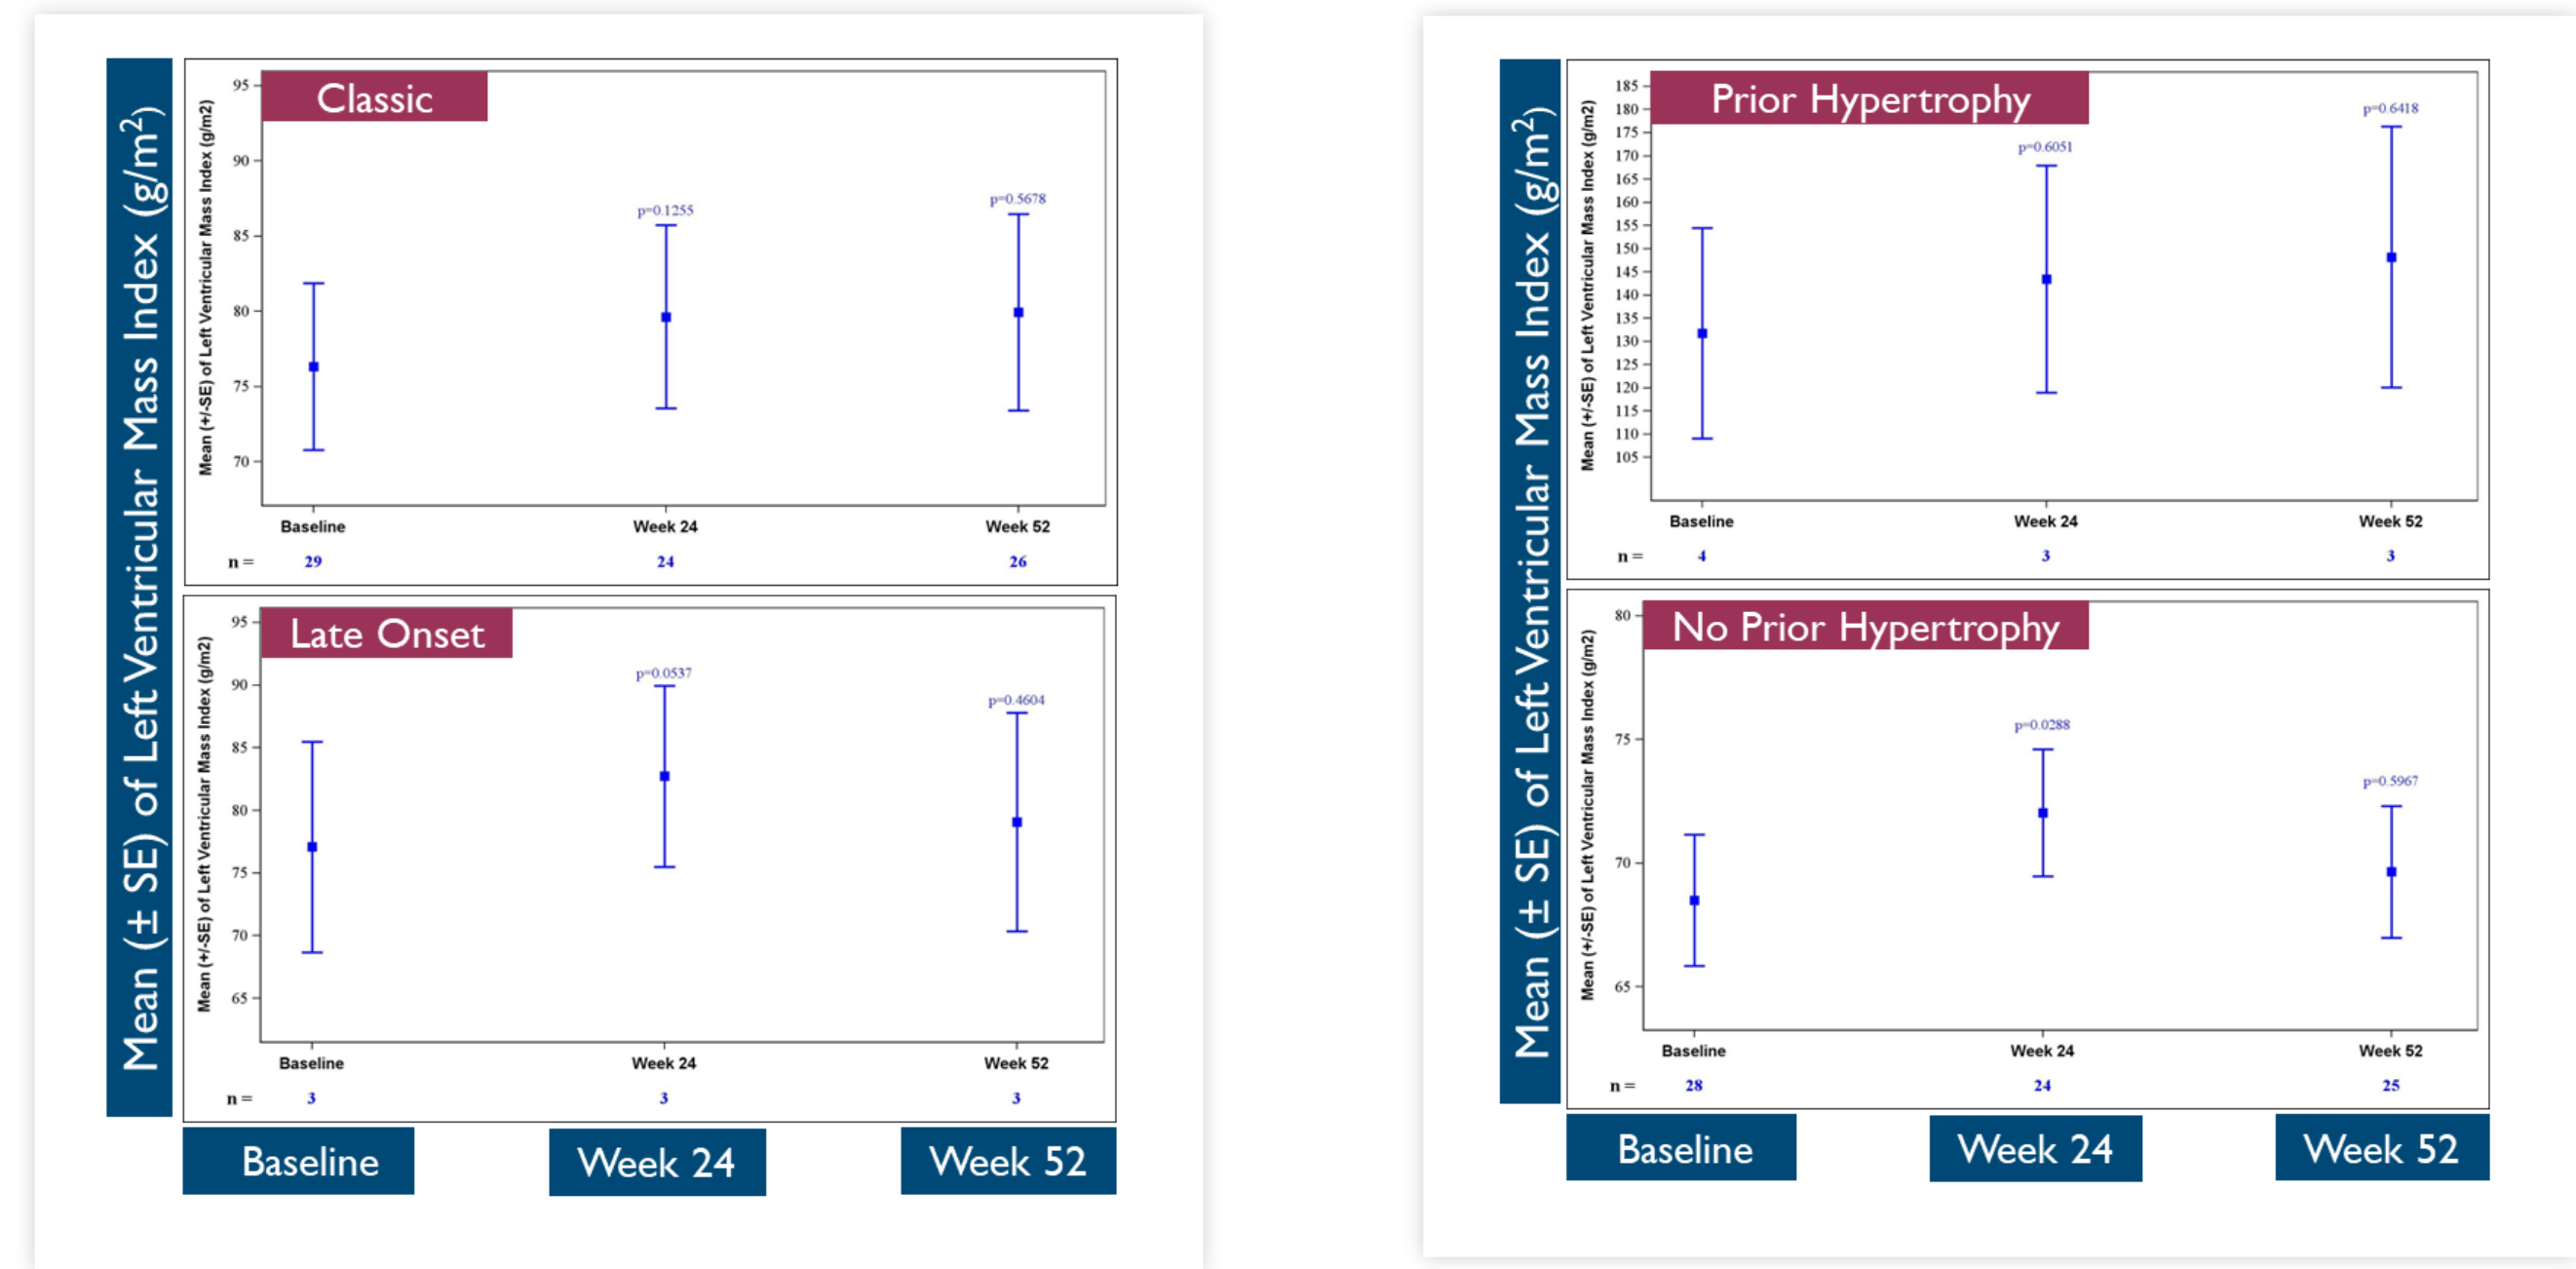 Mean (± SE) of Left Ventricular Mass Index (g/m²)
Classic
Mean (+/-SE) of Left Ventricular Mass Index (g/m2)
95
90
85
80
75
70
p=0.1255
p=0.5678
Baseline Week 24 Week 52
n = 29 24 26
Late Onset
Mean (+/-SE) of Left Ventricular Mass Index (g/m2)
95
90
85
80
75
70
65
p=0.0537
p=0.4604
Baseline Week 24 Week 52
n = 3 3 3
Baseline Week 24 Week 52
Mean (± SE) of Left Ventricular Mass Index (g/m²)
Prior Hypertrophy
Mean (+/-SE) of Left Ventricular Mass Index (g/m2)
185
180
175
170
165
160
155
150
145
140
135
130
125
120
115
110
105
p=0.6051
p=0.6418
Baseline Week 24 Week 52
n = 4 3 3
No Prior Hypertrophy
Mean (+/-SE) of Left Ventricular Mass Index (g/m2)
80
75
70
65
p=0.0288
p=0.5967
Baseline Week 24 Week 52
n = 28 24 25
Baseline Week 24 Week 52